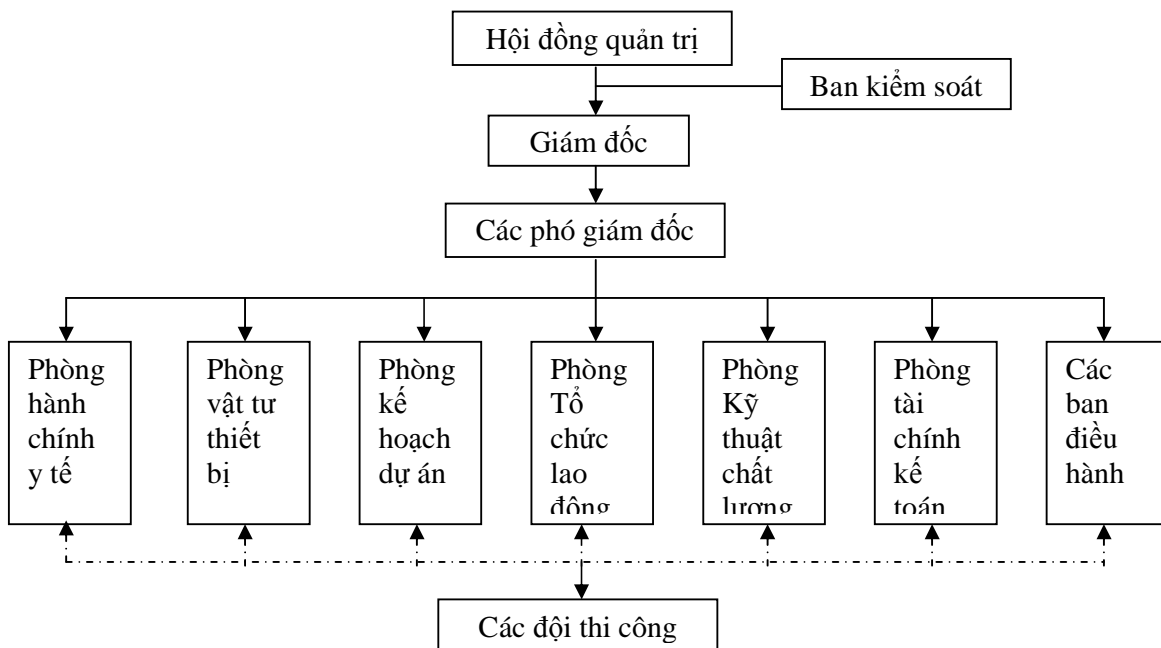 Hội đồng quản trị
Ban kiểm soát
Giám đốc
Các phó giám đốc
Phòng
hành
chính
y tế
Phòng
vật tư
thiết
bị
Phòng
kế
hoạch
dự án
Phòng
Tổ
chức
lao
động
Phòng
Kỹ
thuật
chất
lượng
Phòng
tài
chính
kế
toán
Các
ban
điều
hành
Các đội thi công